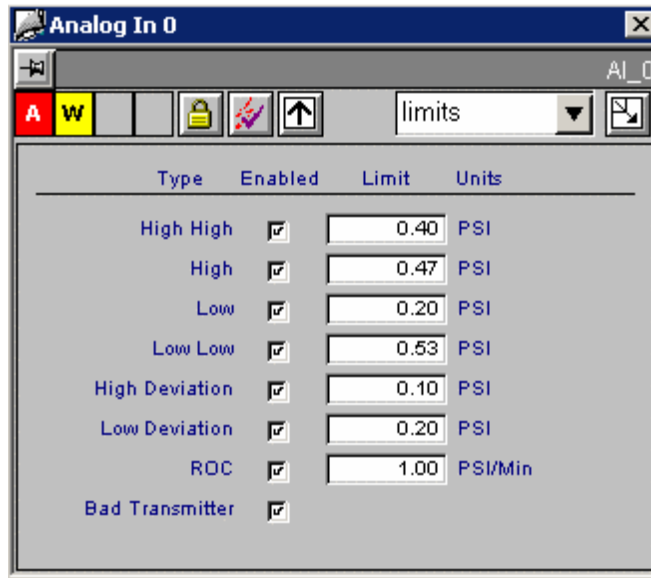 Analog In 0
AI_0
A W limits
Type Enabled Limit Units
High High 0.40 PSI
High 0.47 PSI
Low 0.20 PSI
Low Low 0.53 PSI
High Deviation 0.10 PSI
Low Deviation 0.20 PSI
ROC 1.00 PSI/Min
Bad Transmitter